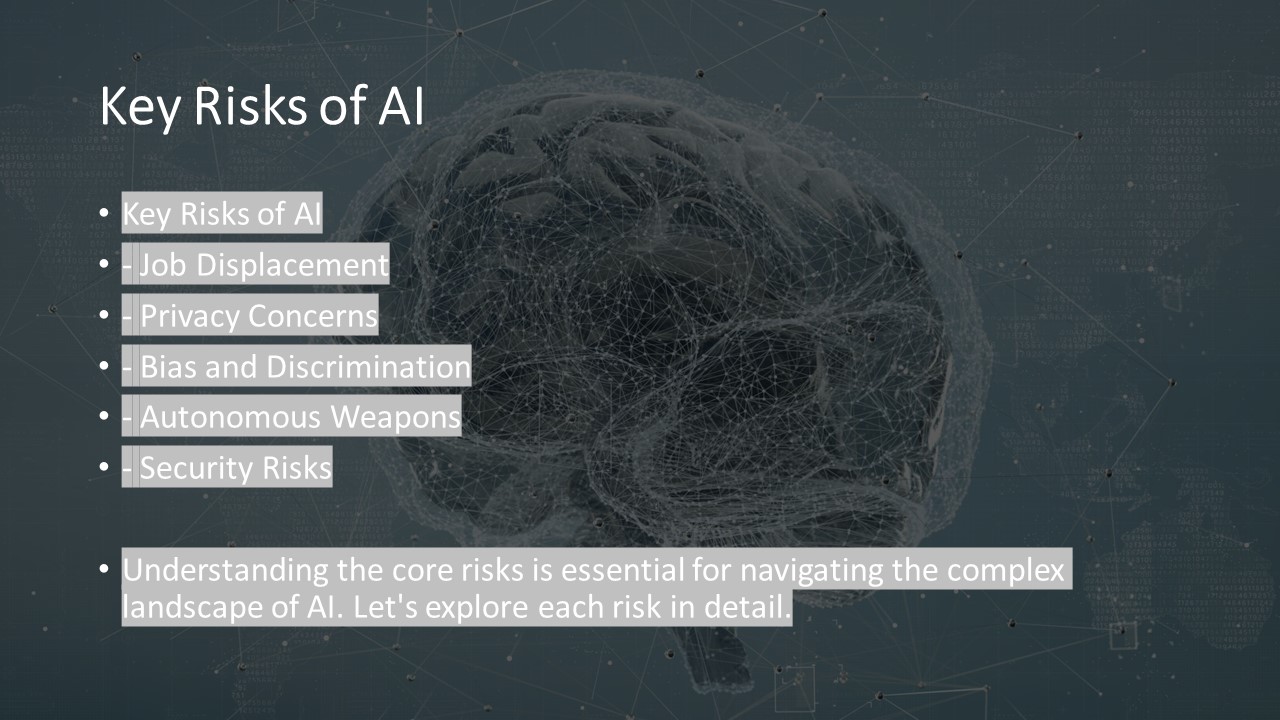 Key Risks of AI
• Key Risks of AI
• - Job Displacement
• - Privacy Concerns
• - Bias and Discrimination
• - Autonomous Weapons
• - Security Risks
• Understanding the core risks is essential for navigating the complex
landscape of AI. Let's explore each risk in detail.